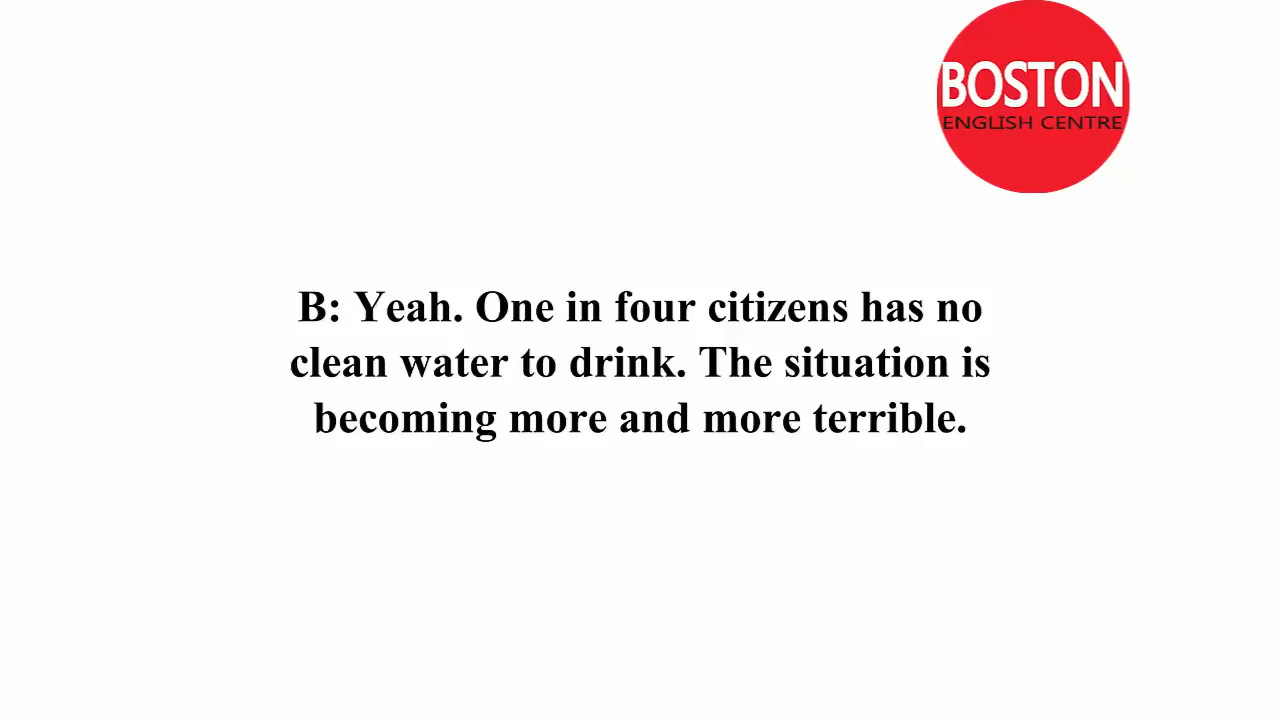 BOSTON
ENGLISH CENTRE
B: Yeah. One in four citizens has no
clean water to drink. The situation is
becoming more and more terrible.